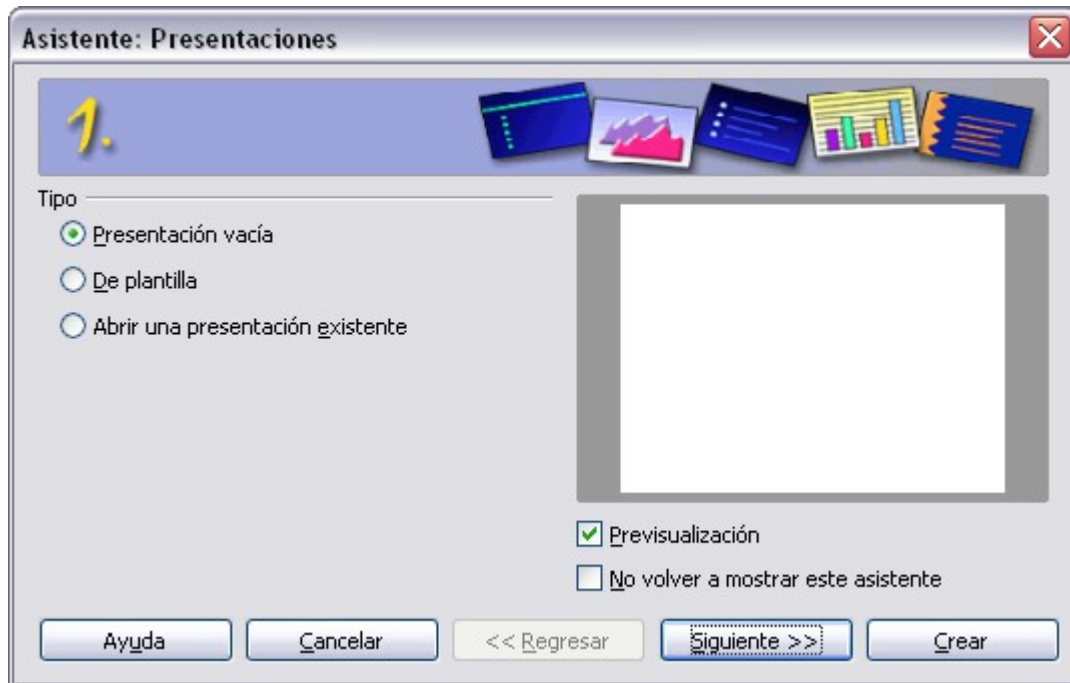 Asistente: Presentaciones
1.
Tipo
Presentación vacía
De plantilla
Abrir una presentación existente
Previsualización
No volver a mostrar este asistente
Ayuda Cancelar << Regresar Siguiente >> Crear